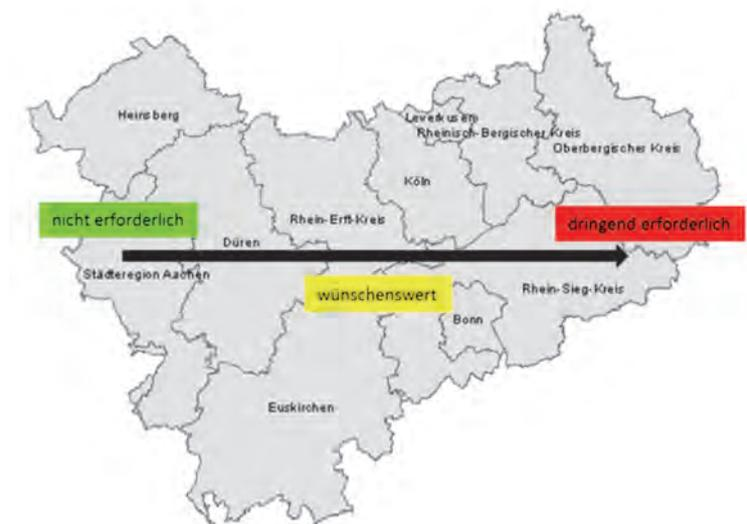 Heinsberg
Leverkusen
Rheinisch-Bergischer Kreis
Oberbergischer Kreis
Köln
nicht erforderlich
Rhein-Erft-Kreis
dringend erforderlich
Düren
Städteregion Aachen
wünschenswert
Rhein-Sieg-Kreis
Bonn
Euskirchen